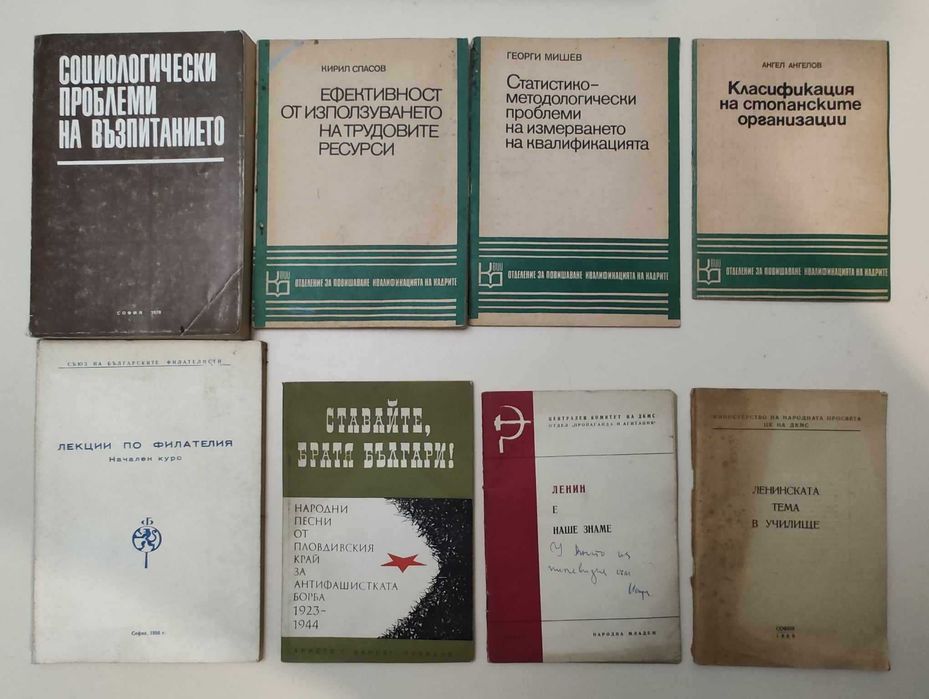 СОЦИОЛОГИЧЕСКИ
ПРОБЛЕМИ
НА ВЪЗПИТАНИЕТО
СОФИЯ
КИРИЛ СПАСОВ
ЕФЕКТИВНОСТ
ОТ ИЗПОЛЗУВАНЕТО
НА ТРУДОВИТЕ
РЕСУРСИ
ОТДЕЛЕНИЕ ЗА ПОВИШАВАНЕ КВАЛИФИКАЦИЯТА НА КАДРИТЕ
ГЕОРГИ МИШЕВ
Статистико-
методологически
проблеми
на измерването
на квалификацията
ОТДЕЛЕНИЕ ЗА ПОВИШАВАНЕ КВАЛИФИКАЦИЯТА НА КАДРИТЕ
АНГЕЛ АНГЕЛОВ
Класификация
на стопанските
организации
ОТДЕЛЕНИЕ ЗА ПОВИШАВАНЕ КВАЛИФИКАЦИЯТА НА КАДРИТЕ
СЪЮЗ НА БЪЛГАРСКИТЕ ФИЛАТЕЛИСТИ
ЛЕКЦИИ ПО ФИЛАТЕЛИЯ
Начален курс
София,
СТАВАЙТЕ,
БРАТЯ БЪЛГАРИ!
НАРОДНИ
ПЕСНИ
ОТ
ПЛОВДИВСКИЯ
КРАЙ
ЗА
АНТИФАШИСТКАТА
БОРБА
1923-
1944
ЦЕНТРАЛЕН КОМИТЕТ НА ДКМС
ОТДЕЛ „ПРОПАГАНДА И АГИТАЦИЯ"
ЛЕНИН
Е
НАШЕ ЗНАМЕ
НАРОДНА МЛАДЕЖ
МИНИСТЕРСТВО НА НАРОДНАТА ПРОСВЕТА
ЦК НА ДКМС
ЛЕНИНСКАТА
ТЕМА
В УЧИЛИЩЕ
СОФИЯ